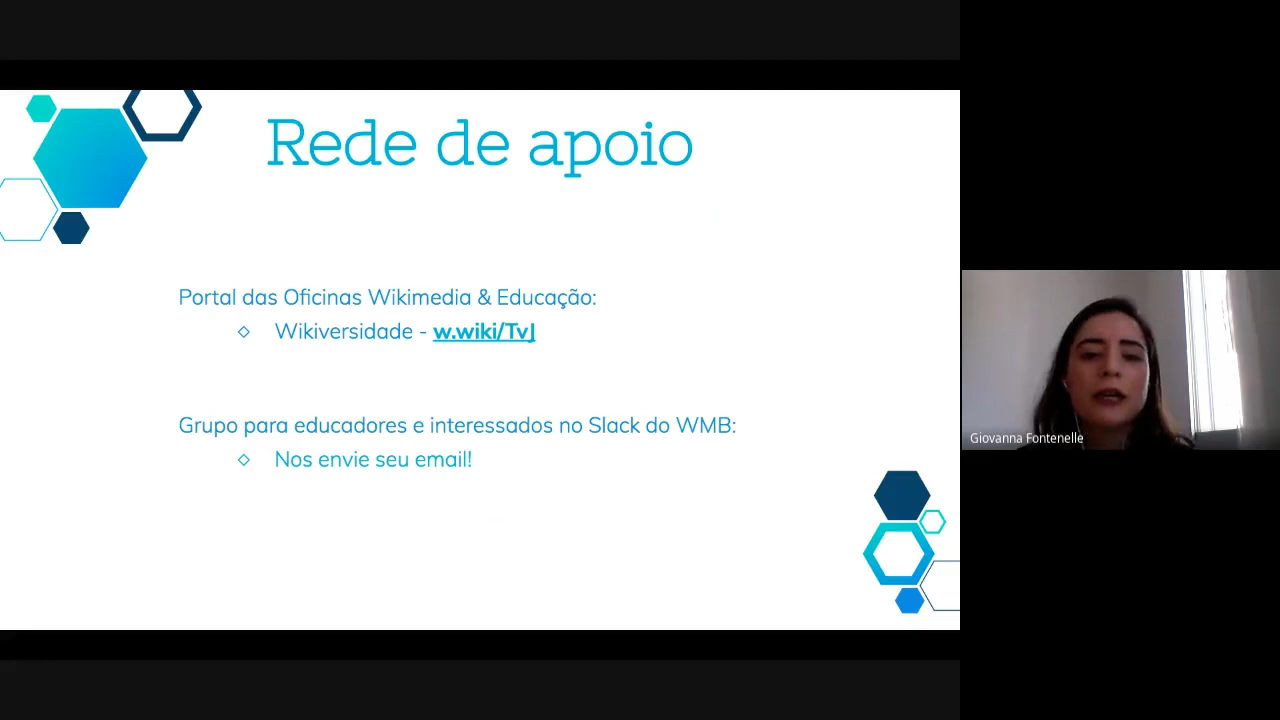 Rede de apoio
Portal das Oficinas Wikimedia & Educação:
Wikiversidade - w.wiki/TvJ
Grupo para educadores e interessados no Slack do WMB:
Nos envie seu email!
Giovanna Fontenelle